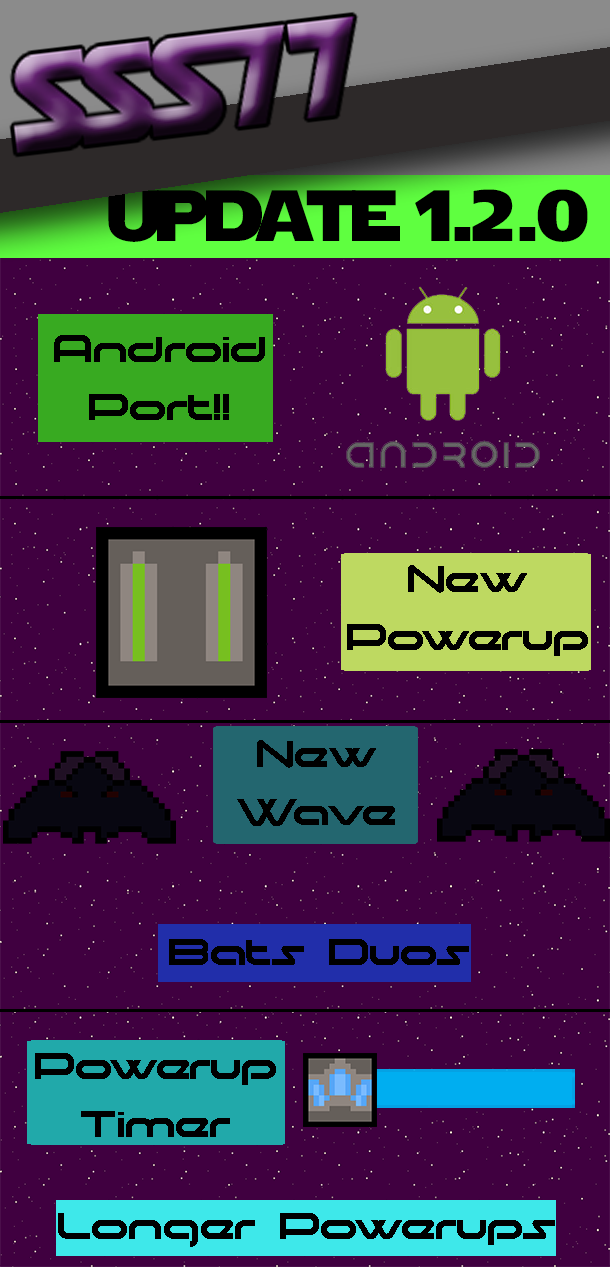 SSS77
UPDATE 1.2.0
Android
Port!!
ANDROID
New
Powerup
New
Wave
Bats Duos
Powerup
Timer
Longer Powerups